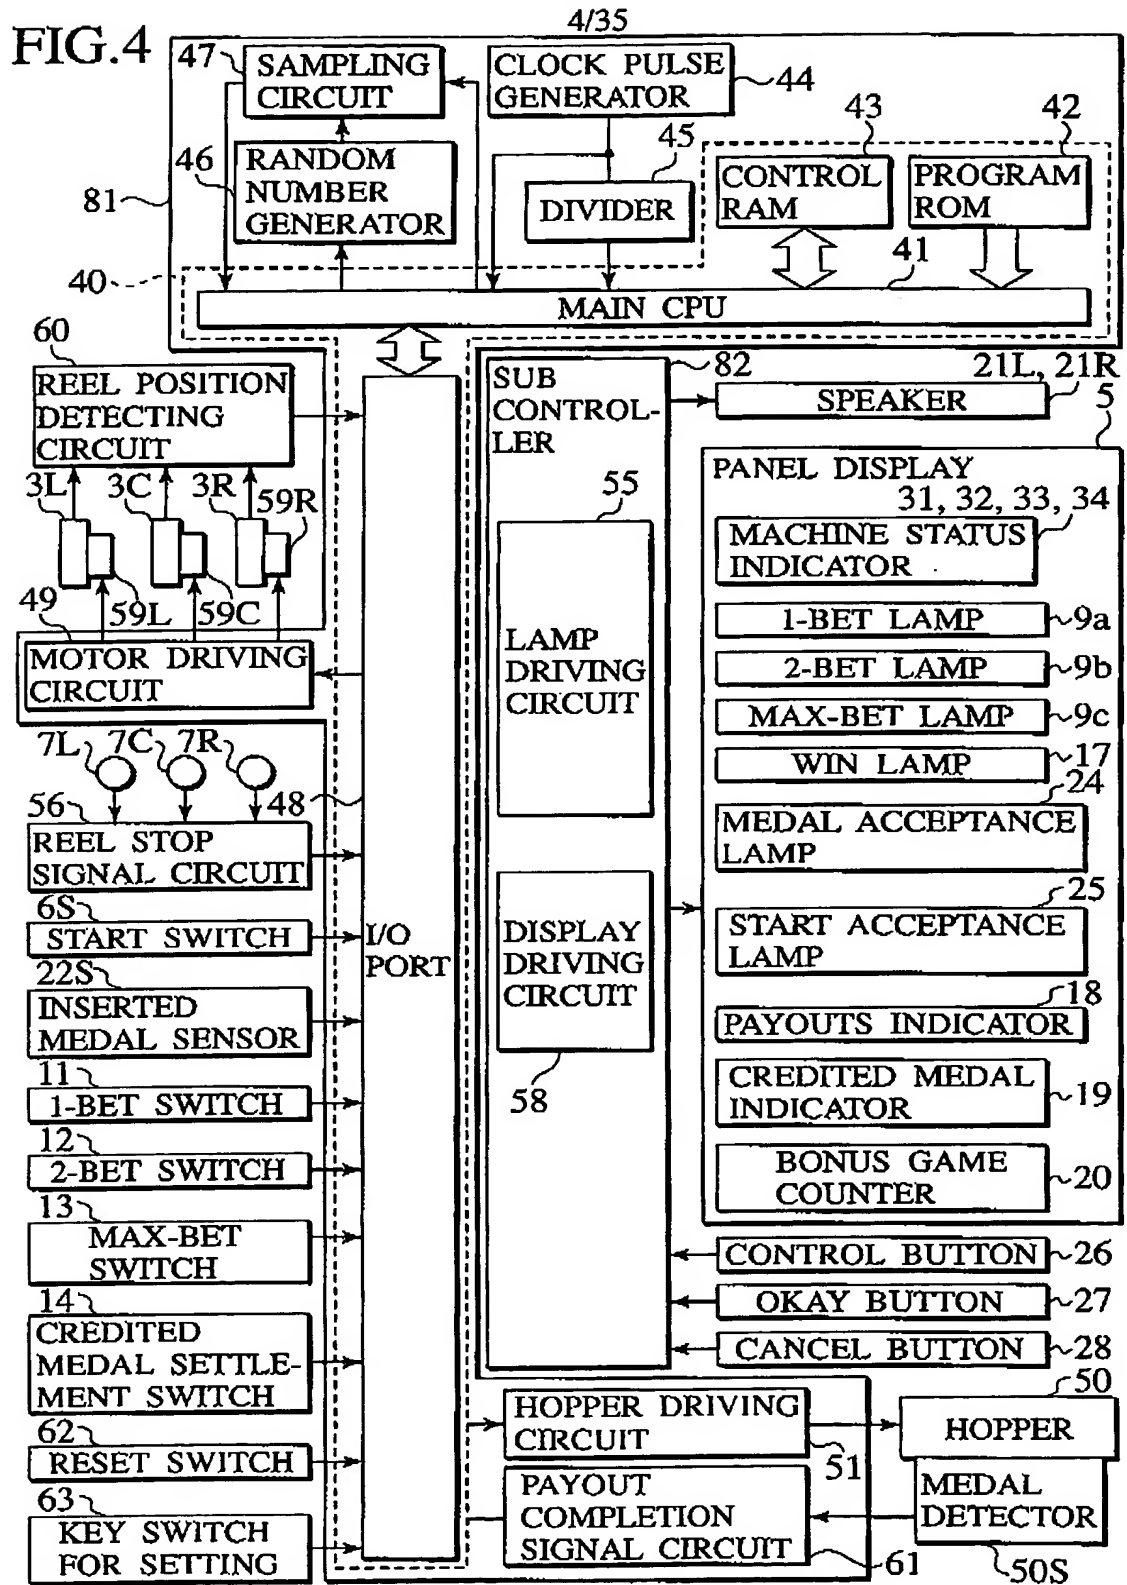 4/35
FIG.4
47
SAMPLING
CIRCUIT
CLOCK PULSE
GENERATOR
44
43
42
46
RANDOM
NUMBER
GENERATOR
45
DIVIDER
CONTROL
RAM
PROGRAM
ROM
81
40
41
MAIN CPU
60
REEL POSITION
DETECTING
CIRCUIT
3L
3C
3R
59R
59L
59C
49
MOTOR DRIVING
CIRCUIT
7L
7C
7R
56
48
REEL STOP
SIGNAL CIRCUIT
6S
START SWITCH
22S
INSERTED
MEDAL SENSOR
11
1-BET SWITCH
12
2-BET SWITCH
13
MAX-BET
SWITCH
14
CREDITED
MEDAL SETTLE-
MENT SWITCH
62
RESET SWITCH
63
KEY SWITCH
FOR SETTING
I/O
PORT
SUB
CONTROL-
LER
82
55
LAMP
DRIVING
CIRCUIT
DISPLAY
DRIVING
CIRCUIT
58
21L, 21R
SPEAKER
5
PANEL DISPLAY
31, 32, 33, 34
MACHINE STATUS
INDICATOR
1-BET LAMP
9a
2-BET LAMP
9b
MAX-BET LAMP
9c
WIN LAMP
17
24
MEDAL ACCEPTANCE
LAMP
25
START ACCEPTANCE
LAMP
18
PAYOUTS INDICATOR
CREDITED MEDAL
INDICATOR
19
BONUS GAME
COUNTER
20
CONTROL BUTTON
26
OKAY BUTTON
27
CANCEL BUTTON
28
HOPPER DRIVING
CIRCUIT
51
50
HOPPER
PAYOUT
COMPLETION
SIGNAL CIRCUIT
61
MEDAL
DETECTOR
50S